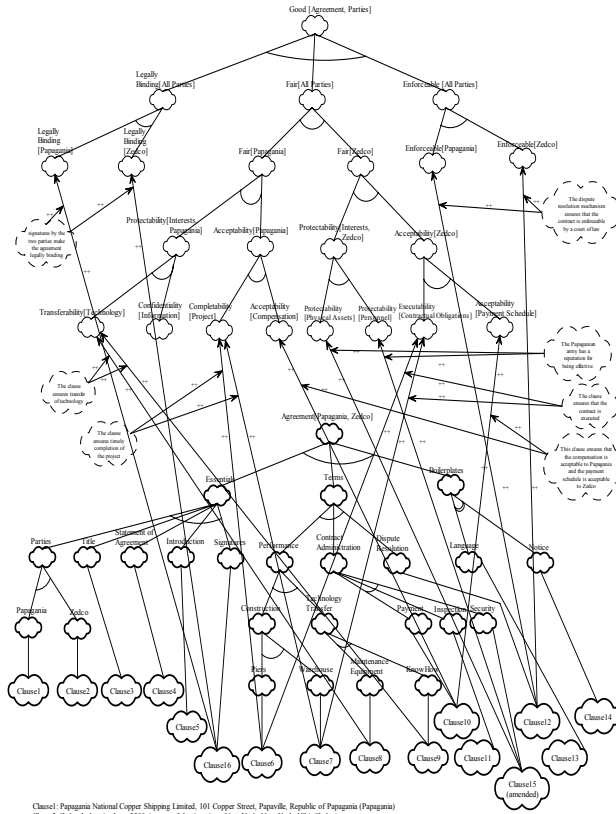 Good [Agreement, Parties]
Legally
Binding[All Parties]
Fair[All Parties]
Enforceable [All Parties]
Legally
Binding
[Papagania]
Legally
Binding
[Zedco]
Fair[Papagania]
Fair[Zedco]
Enforceable[Papagania]
Enforceable[Zedco]
signatures by the
two parties make
the agreement
legally binding
The dispute
resolution mechanism
ensures that the
contract is enforceable
by a court of law
Protectability[Interests,
Papagania]
Acceptability[Papagania]
Protectability[Interests,
Zedco]
Acceptability[Zedco]
Transferability[Technology]
Confidentiality
[Information]
Completability
[Project]
Acceptability
[Compensation]
Protectability
[Physical Assets]
Protectability
[Personnel]
Executability
[Contractual Obligations]
Acceptability
[Payment Schedule]
The Papaganian
army has a
reputation for
being effective
The clause
ensures transfer
of technology
The clause
ensures that the
contract is
executed
The clause
ensures timely
completion of
the project
This clause ensures that
the compensation is
acceptable to Papagania
and the payment
schedule is acceptable
to Zedco
Agreement[Papagania, Zedco]
Essentials
Terms
Boilerplates
Parties
Title
Statement of
Agreement
Introduction
Signatures
Performance
Contract
Administration
Dispute
Resolution
Language
Notice
Papagania
Zedco
Construction
Technology
Transfer
Payment
Inspection
Security
Piers
Warehouse
Maintenance
Equipment
KnowHow
Clause1
Clause2
Clause3
Clause4
Clause5
Clause16
Clause6
Clause7
Clause8
Clause9
Clause10
Clause11
Clause12
Clause13
Clause14
Clause15
(amended)
Clause1: Papagania National Copper Shipping Limited, 101 Copper Street, Papaville, Republic of Papagania (Papagania)